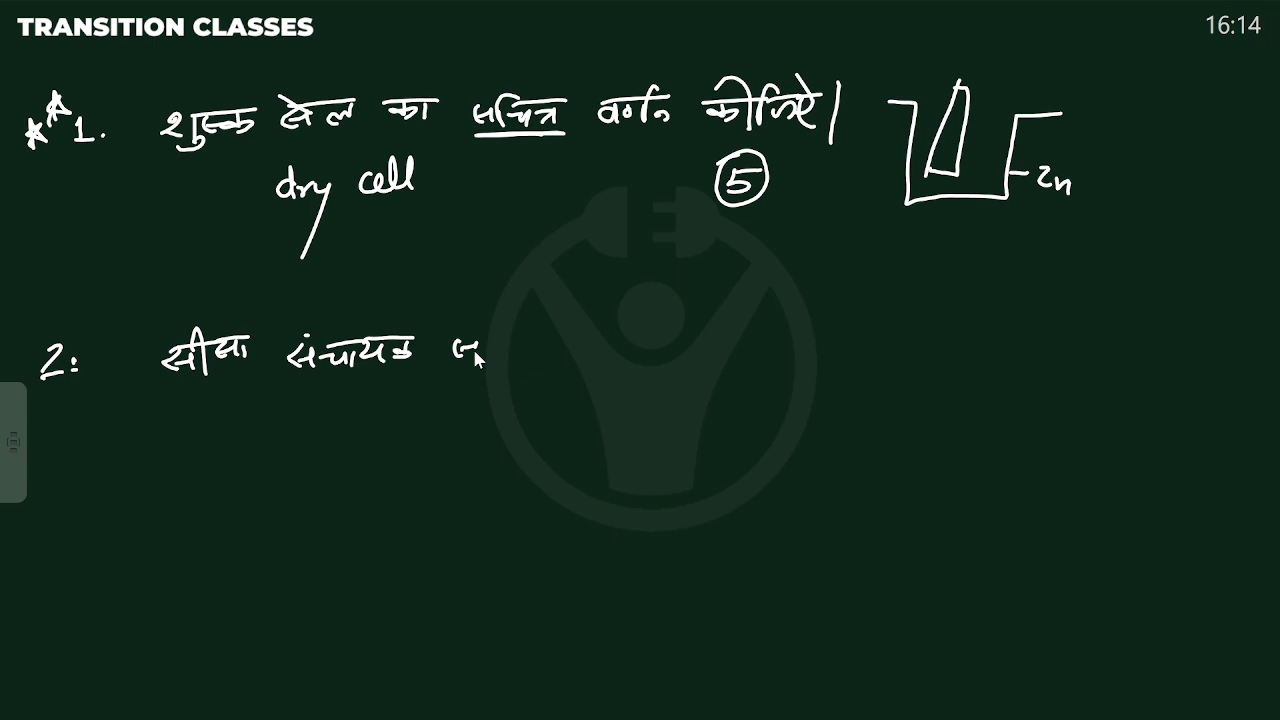 TRANSITION CLASSES
16:14
** 1. शुष्क सेल का सचित्र वर्णन कीजिए।
dry cell
5
Zn
2: सीसा संचायक